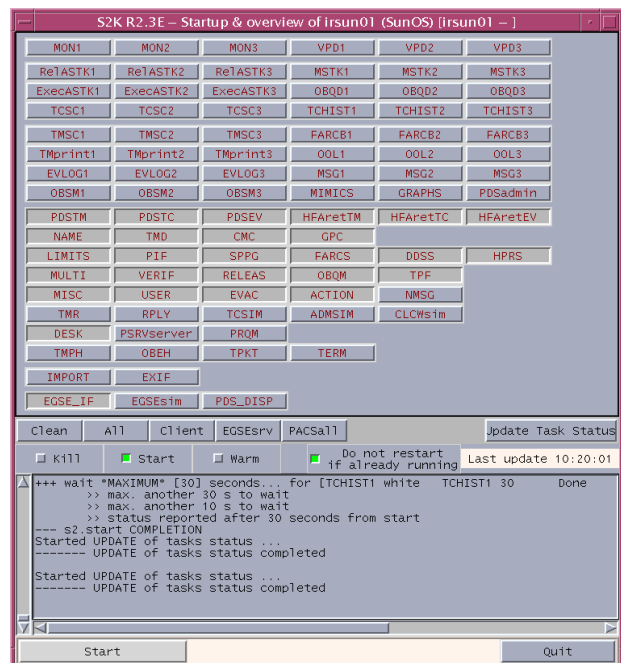 S2K R2.3E – Startup & overview of irsun01 (SunOS) [irsun01 – ]
MON1 MON2 MON3 VPD1 VPD2 VPD3
RelASTK1 RelASTK2 RelASTK3 MSTK1 MSTK2 MSTK3
ExecASTK1 ExecASTK2 ExecASTK3 OBQD1 OBQD2 OBQD3
TCSC1 TCSC2 TCSC3 TCHIST1 TCHIST2 TCHIST3
TMSC1 TMSC2 TMSC3 FARCB1 FARCB2 FARCB3
TMprint1 TMprint2 TMprint3 OOL1 OOL2 OOL3
EVLOG1 EVLOG2 EVLOG3 MSG1 MSG2 MSG3
OBSM1 OBSM2 OBSM3 MIMICS GRAPHS PDSadmin
PDSTM PDSTC PDSEV HFAretTM HFAretTC HFAretEV
NAME TMD CMC GPC
LIMITS PIF SPPG FARCS DDSS HPRS
MULTI VERIF RELEAS OBQM TPF
MISC USER EVAC ACTION NMSG
TMR RPLY TCSIM ADMSIM CLCWsim
DESK PSRVserver PRQM
TMPH OBEH TPKT TERM
IMPORT EXIF
EGSE_IF EGSEsim PDS_DISP
Clean All Client EGSEsrv PACSall Update Task Status
Kill Start Warm Do not restart if already running Last update 10:20:01
+++ wait *MAXIMUM* [30] seconds... for [TCHIST1 white TCHIST1 30 Done
>> max. another 30 s to wait
>> max. another 10 s to wait
>> status reported after 30 seconds from start
--- s2.start COMPLETION
Started UPDATE of tasks status ...
------- UPDATE of tasks status completed
Started UPDATE of tasks status ...
------- UPDATE of tasks status completed
Start Quit